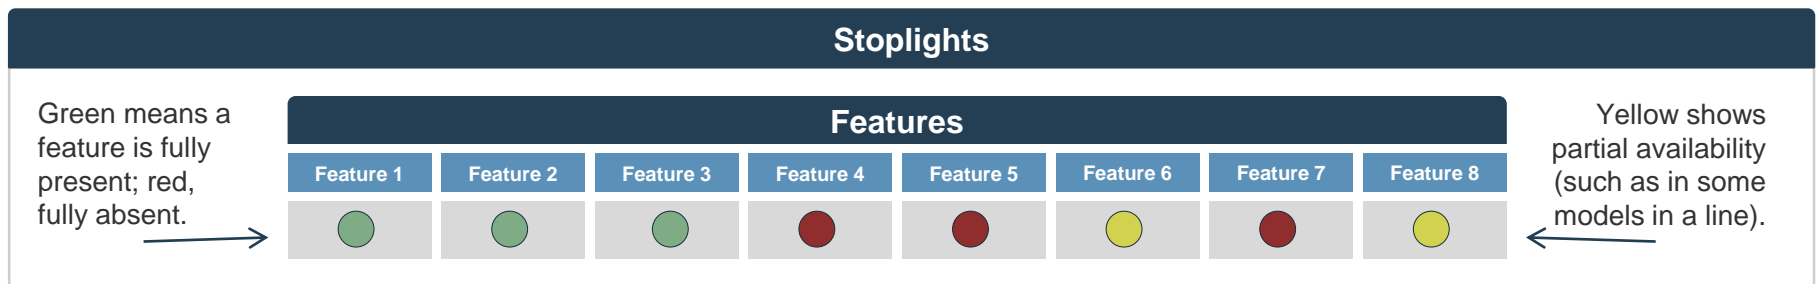 Stoplights
Green means a
feature is fully
present; red,
fully absent.
Features
Feature 1 Feature 2 Feature 3 Feature 4 Feature 5 Feature 6 Feature 7 Feature 8
Yellow shows
partial availability
(such as in some
models in a line).